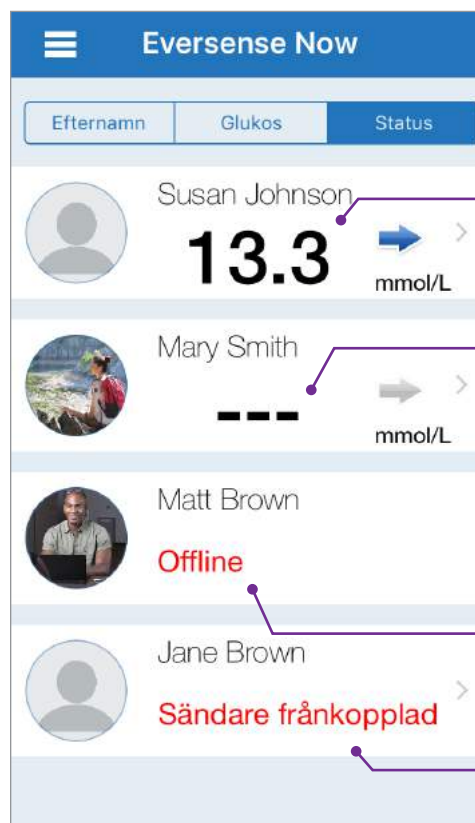 Eversense Now
Efternamn Glukos Status
Susan Johnson
13.3
mmol/L
Mary Smith
---
mmol/L
Matt Brown
Offline
Jane Brown
Sändare frånkopplad